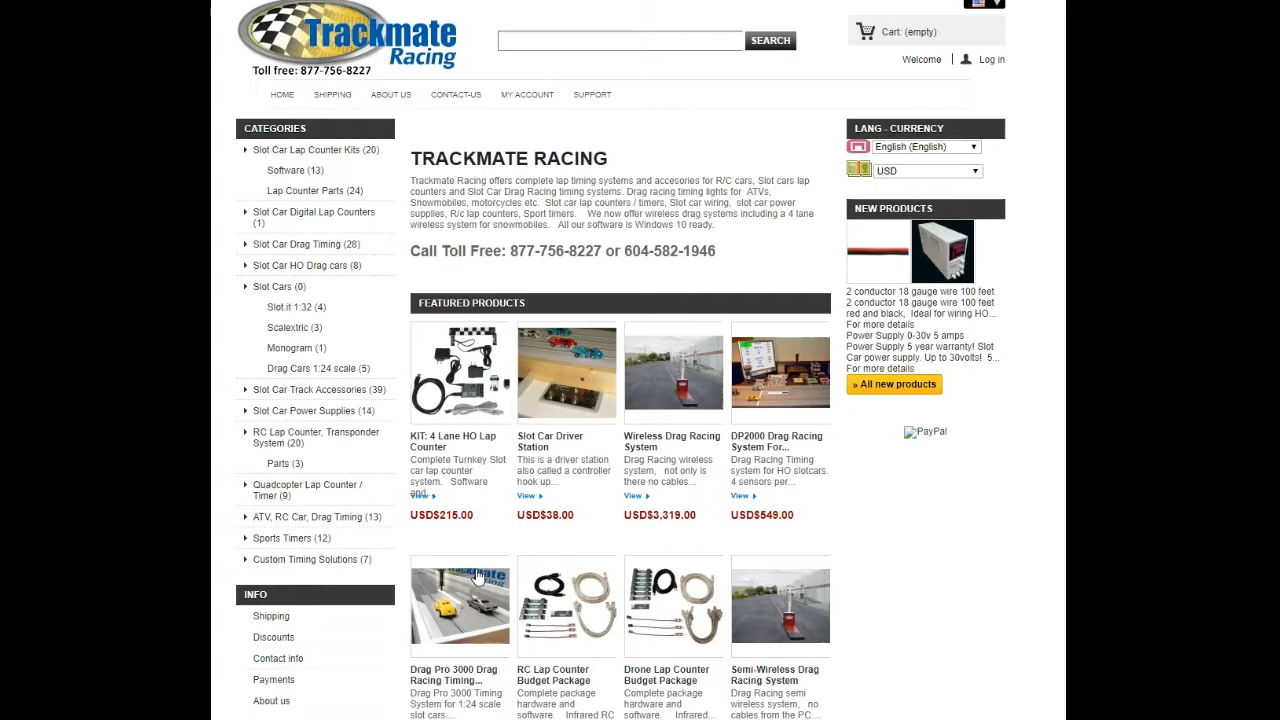 Trackmate
Racing
Toll free: 877-756-8227
SEARCH
Cart: (empty)
Welcome
Log in
HOME
SHIPPING
ABOUT US
CONTACT-US
MY ACCOUNT
SUPPORT
CATEGORIES
Slot Car Lap Counter Kits (20)
Software (13)
Lap Counter Parts (24)
Slot Car Digital Lap Counters
(1)
Slot Car Drag Timing (28)
Slot Car HO Drag cars (8)
Slot Cars (0)
Slot.it 1:32 (4)
Scalextric (3)
Monogram (1)
Drag Cars 1:24 scale (5)
Slot Car Track Accessories (39)
Slot Car Power Supplies (14)
RC Lap Counter, Transponder
System (20)
Parts (3)
Quadcopter Lap Counter /
Timer (9)
ATV, RC Car, Drag Timing (13)
Sports Timers (12)
Custom Timing Solutions (7)
INFO
Shipping
Discounts
Contact info
Payments
About us
TRACKMATE RACING
Trackmate Racing offers complete lap timing systems and accesories for R/C cars, Slot cars lap
counters and Slot Car Drag Racing timing systems. Drag racing timing lights for ATVs,
Snowmobiles, motorcycles etc. Slot car lap counters / timers, Slot car wiring, slot car power
supplies, R/c lap counters, Sport timers. We now offer wireless drag systems including a 4 lane
wireless system for snowmobiles. All our software is Windows 10 ready.
Call Toll Free: 877-756-8227 or 604-582-1946
FEATURED PRODUCTS
KIT: 4 Lane HO Lap
Counter
Complete Turnkey Slot
car lap counter
system. Software
and...
View
USD$215.00
Slot Car Driver
Station
This is a driver station
also called a controller
hook up...
View
USD$38.00
Wireless Drag Racing
System
Drag Racing wireless
system, not only is
there no cables...
View
USD$3,319.00
DP2000 Drag Racing
System For...
Drag Racing Timing
system for HO slotcars.
4 sensors per...
View
USD$549.00
Drag Pro 3000 Drag
Racing Timing...
Drag Pro 3000 Timing
System for 1:24 scale
slot cars....
RC Lap Counter
Budget Package
Complete package
hardware and
software. Infrared RC
Drone Lap Counter
Budget Package
Complete package
hardware and
software. Infrared...
Semi-Wireless Drag
Racing System
Drag Racing semi
wireless system, no
cables from the PC....
LANG - CURRENCY
English (English)
USD
NEW PRODUCTS
2 conductor 18 gauge wire 100 feet
2 conductor 18 gauge wire 100 feet
red and black, Ideal for wiring HO...
For more details
Power Supply 0-30v 5 amps
Power Supply 5 year warranty! Slot
Car power supply. Up to 30volts! 5...
For more details
» All new products
PayPal